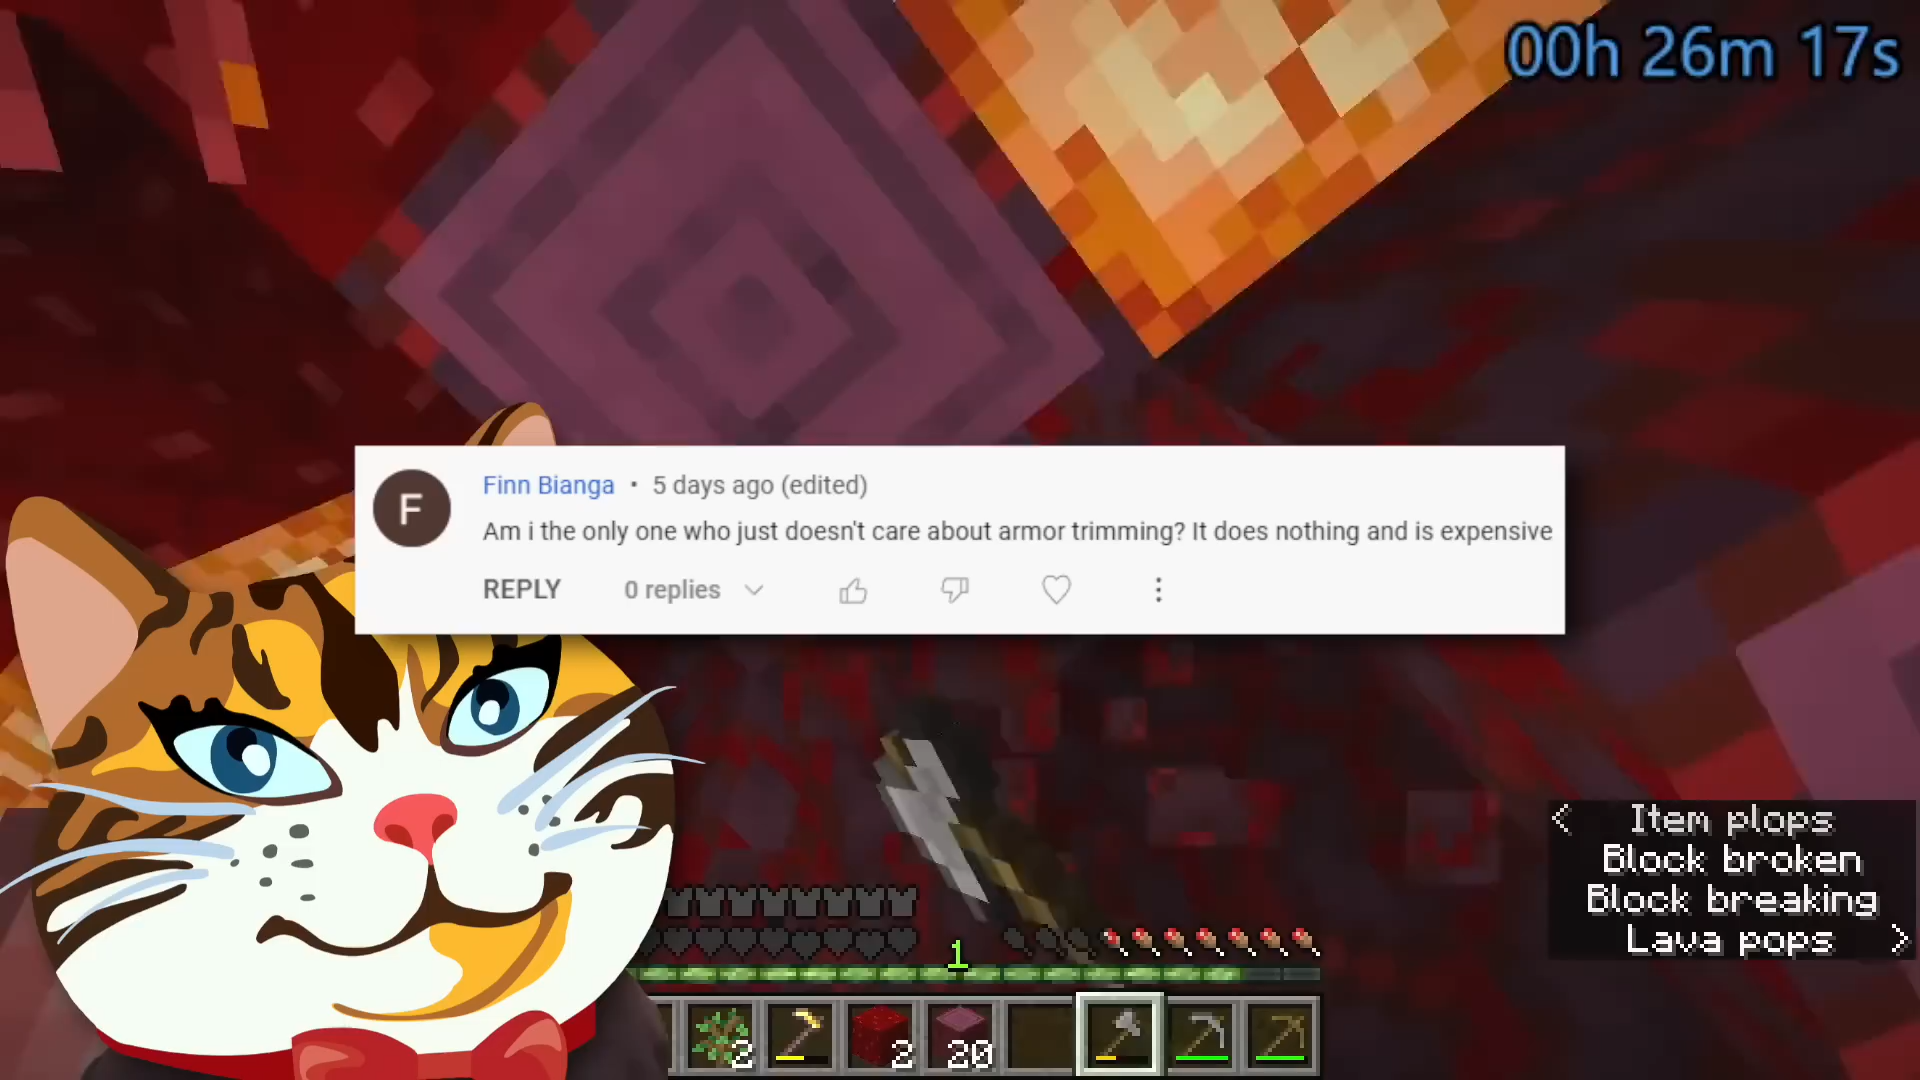 00h 26m 17s
F
Finn Bianga • 5 days ago (edited)
Am i the only one who just doesn't care about armor trimming? It does nothing and is expensive
REPLY 0 replies
< Item plops
Block broken
Block breaking
Lava pops >
1
2 2 20